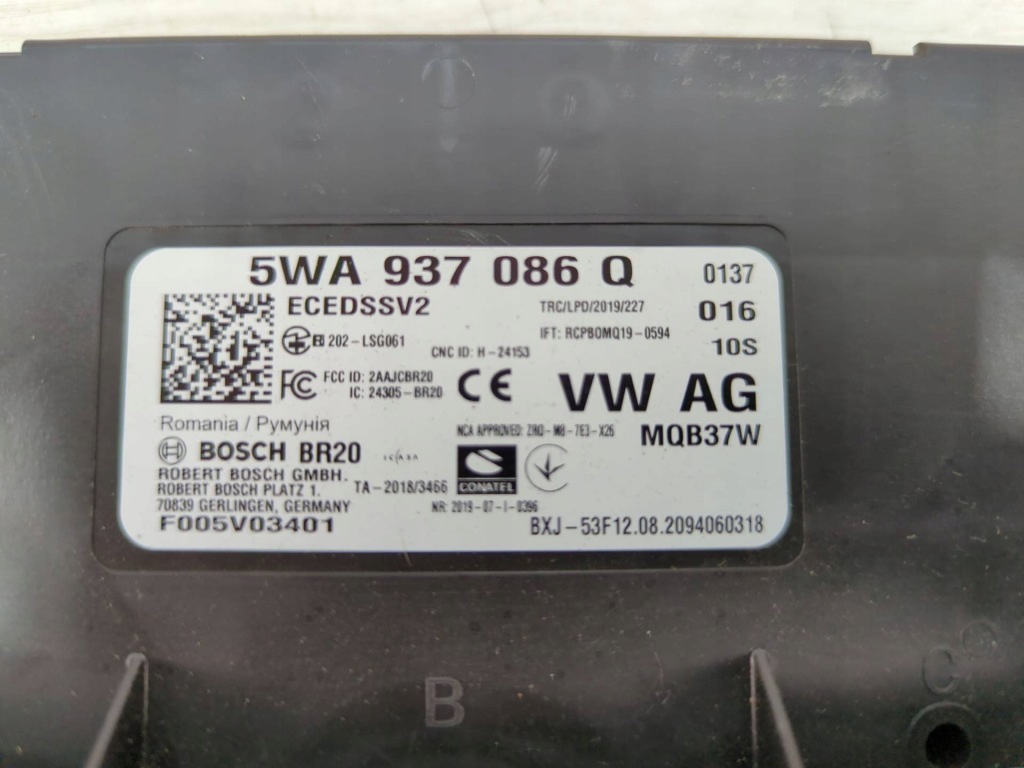 5WA 937 086 Q 0137
ECEDSSV2 TRC/LPD/2019/227 016
R 202-LSG061 IFT: RCPBOMQ19-0594
CNC ID: H-24153 10S
FCC ID: 2AAJCBR20
IC: 24305-BR20
FC CE VW AG
Romania / Румунія NCA APPROVED: ZRO-M8-7E3-X26 MQB37W
BOSCH BR20 ICASA
ROBERT BOSCH GMBH.
ROBERT BOSCH PLATZ 1. TA-2018/3466 CONATEL
70839 GERLINGEN, GERMANY NR: 2019-07-I-0396
F005V03401 BXJ-53F12.08.2094060318
B
C